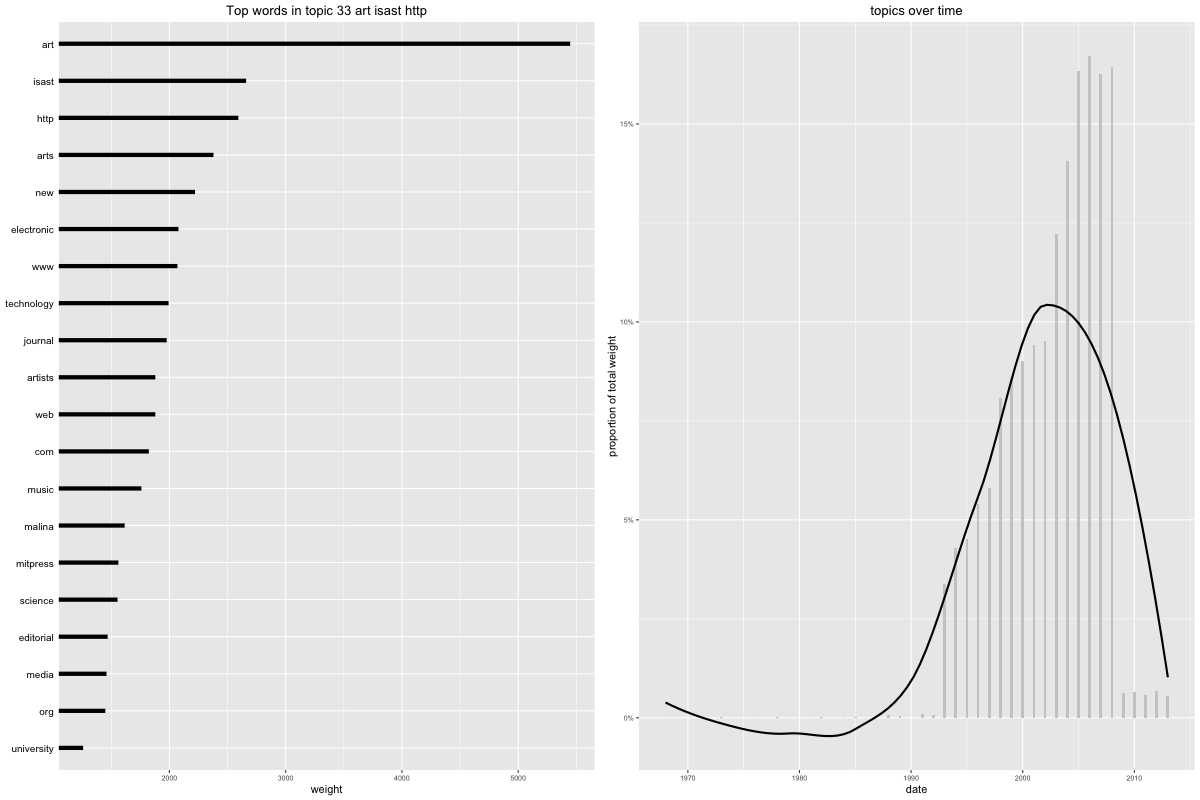 Top words in topic 33 art isast http
art
isast
http
arts
new
electronic
www
technology
journal
artists
web
com
music
malina
mitpress
science
editorial
media
org
university
2000 3000 4000 5000
weight
topics over time
proportion of total weight
15%
10%
5%
0%
1970 1980 1990 2000 2010
date